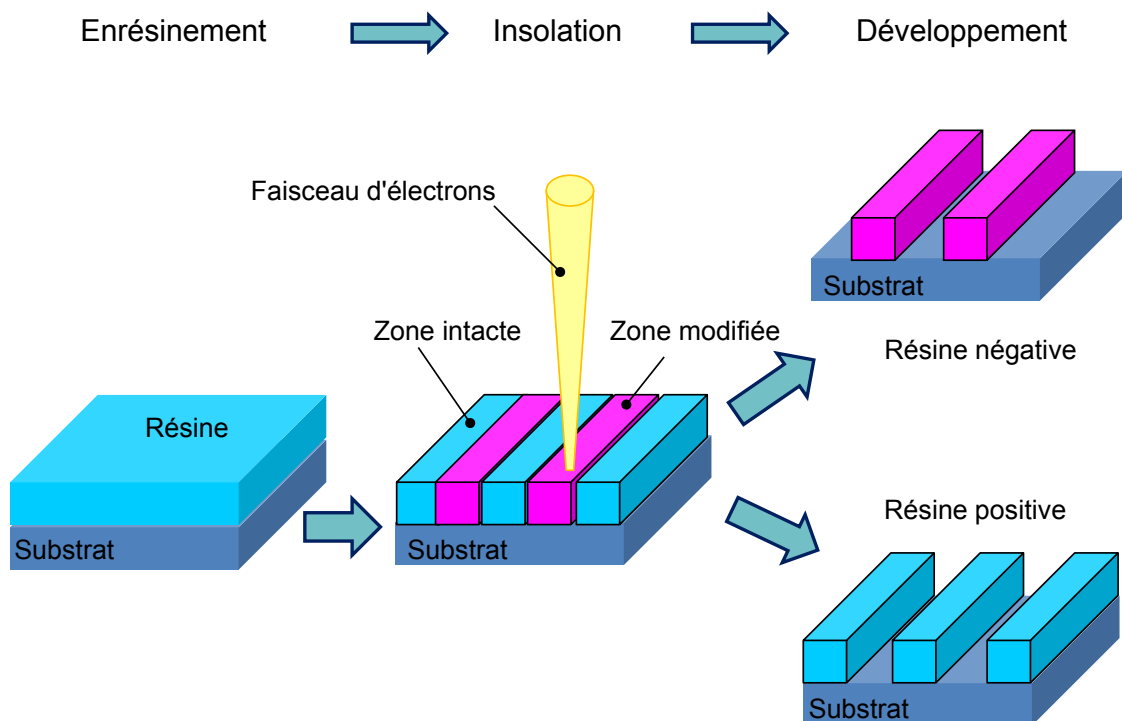 Enrésinement
Insolation
Développement
Faisceau d'électrons
Substrat
Zone intacte
Zone modifiée
Résine négative
Résine
Résine positive
Substrat
Substrat
Substrat